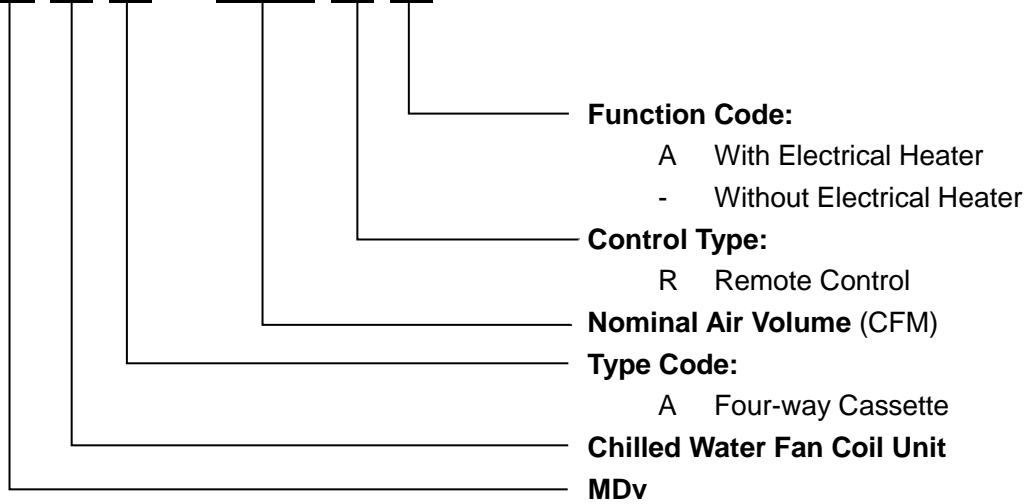 Function Code:
A With Electrical Heater
- Without Electrical Heater
Control Type:
R Remote Control
Nominal Air Volume (CFM)
Type Code:
A Four-way Cassette
Chilled Water Fan Coil Unit
MDv